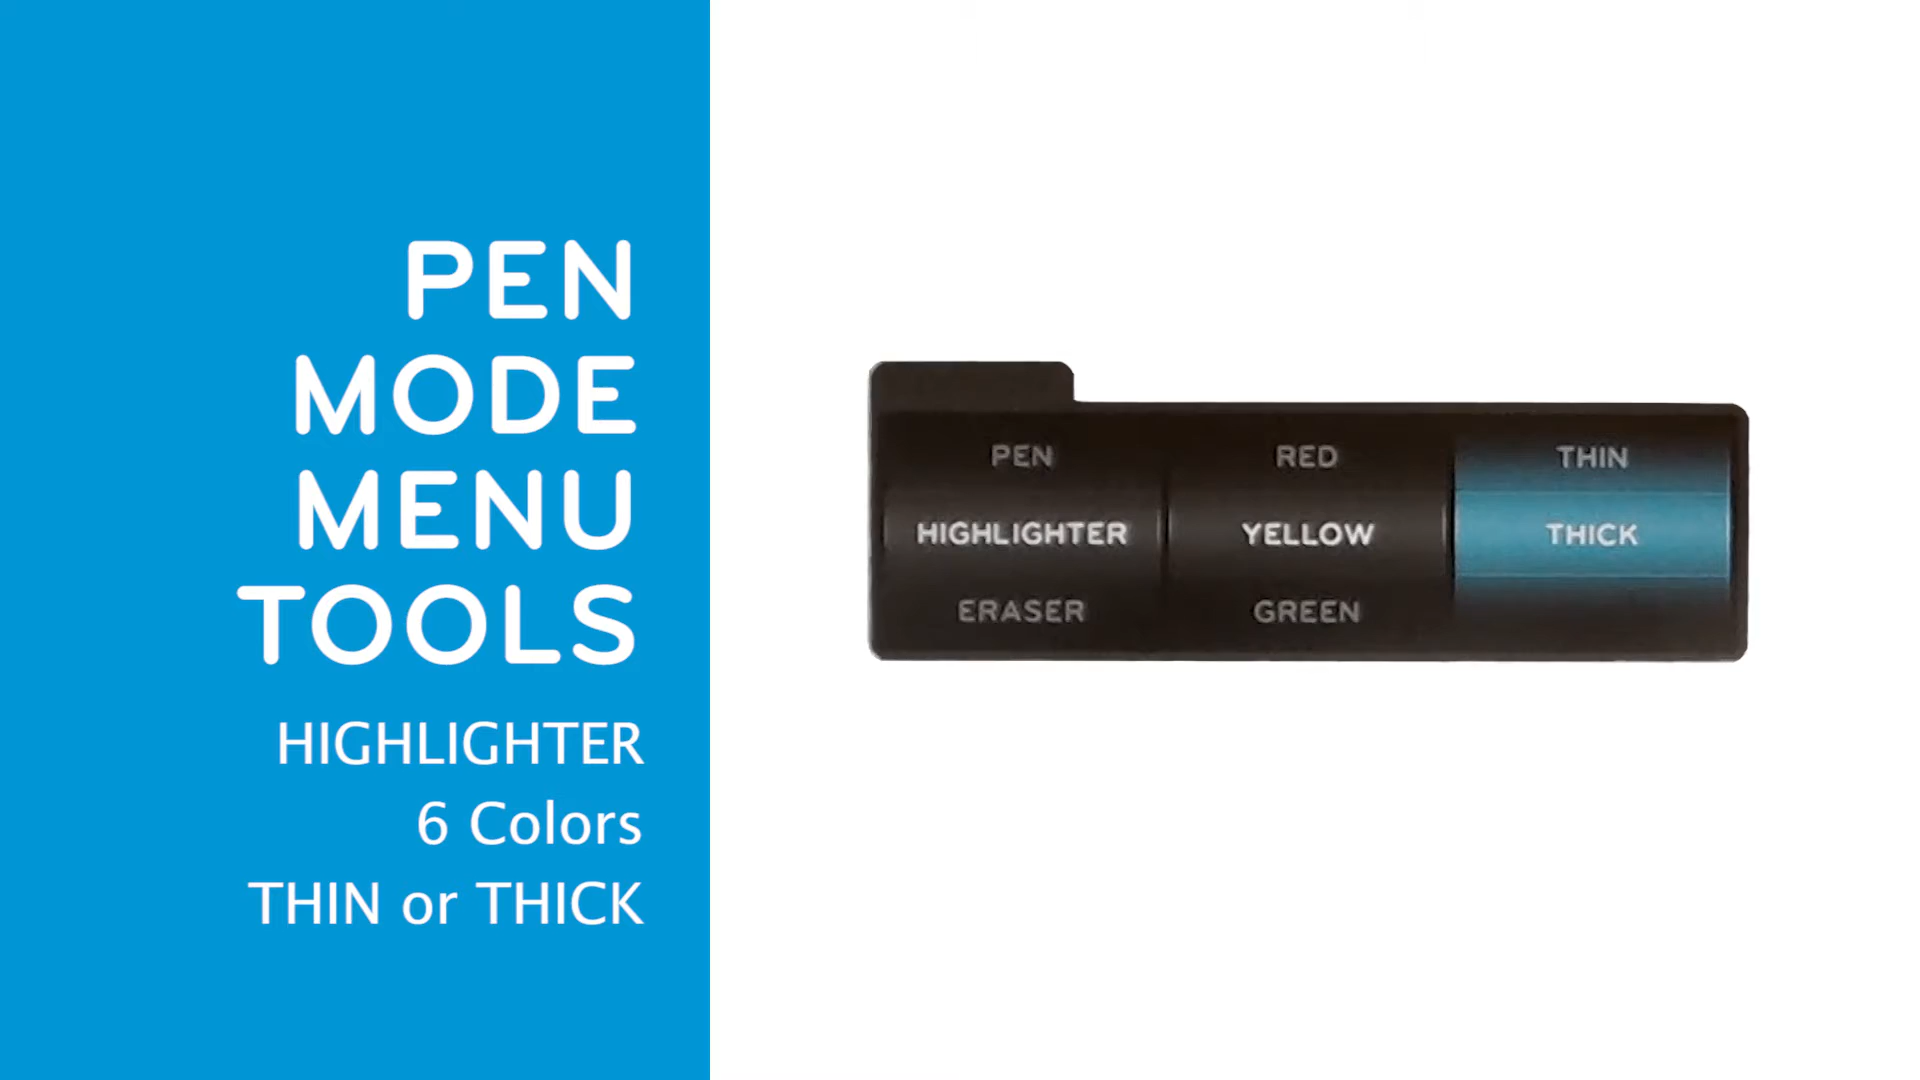 PEN
MODE
MENU
TOOLS
HIGHLIGHTER
6 Colors
THIN or THICK
PEN RED THIN
HIGHLIGHTER YELLOW THICK
ERASER GREEN